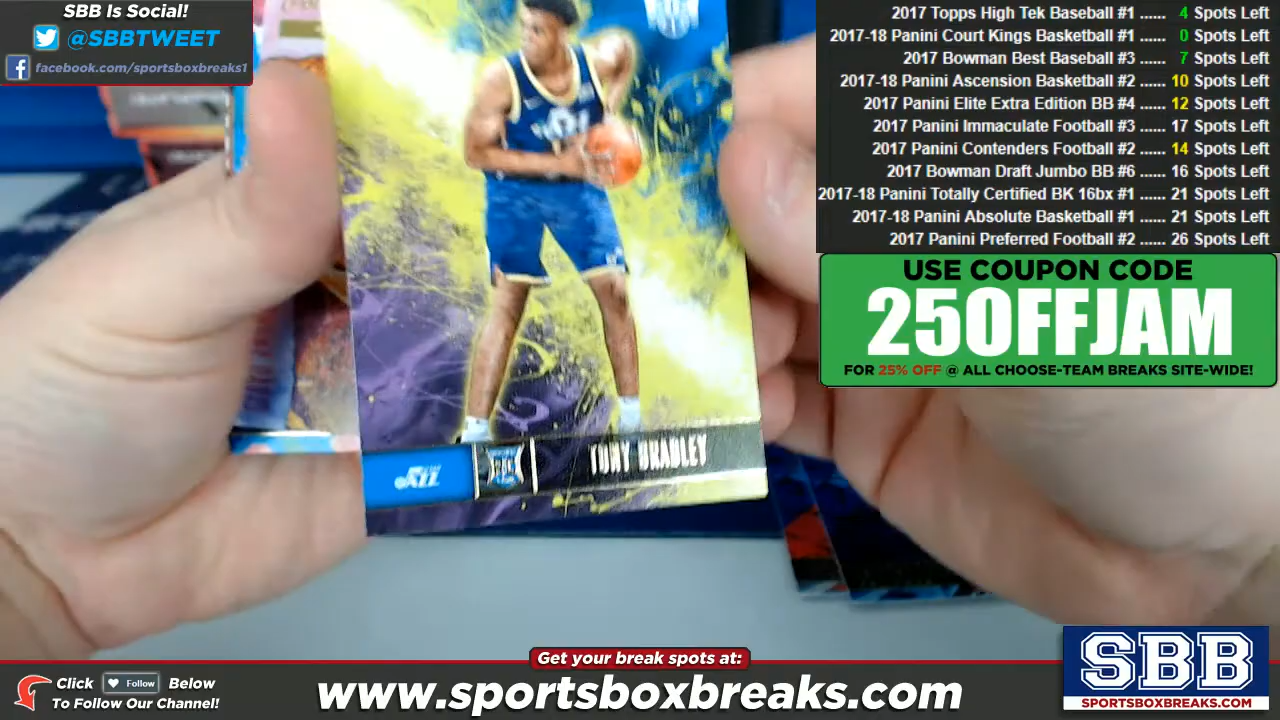 SBB Is Social!
@SBBTWEET
facebook.com/sportsboxbreaks1
2017 Topps High Tek Baseball #1 ...... 4 Spots Left
2017-18 Panini Court Kings Basketball #1 ...... 0 Spots Left
2017 Bowman Best Baseball #3 ...... 7 Spots Left
2017-18 Panini Ascension Basketball #2 ...... 10 Spots Left
2017 Panini Elite Extra Edition BB #4 ...... 12 Spots Left
2017 Panini Immaculate Football #3 ...... 17 Spots Left
2017 Panini Contenders Football #2 ...... 14 Spots Left
2017 Bowman Draft Jumbo BB #6 ...... 16 Spots Left
2017-18 Panini Totally Certified BK 16bx #1 ...... 21 Spots Left
2017-18 Panini Absolute Basketball #1 ...... 21 Spots Left
2017 Panini Preferred Football #2 ...... 26 Spots Left
USE COUPON CODE
25OFFJAM
FOR 25% OFF @ ALL CHOOSE-TEAM BREAKS SITE-WIDE!
JAZZ
TONY BRADLEY
Get your break spots at:
Click Follow Below
To Follow Our Channel!
www.sportsboxbreaks.com
SBB
SPORTSBOXBREAKS.COM